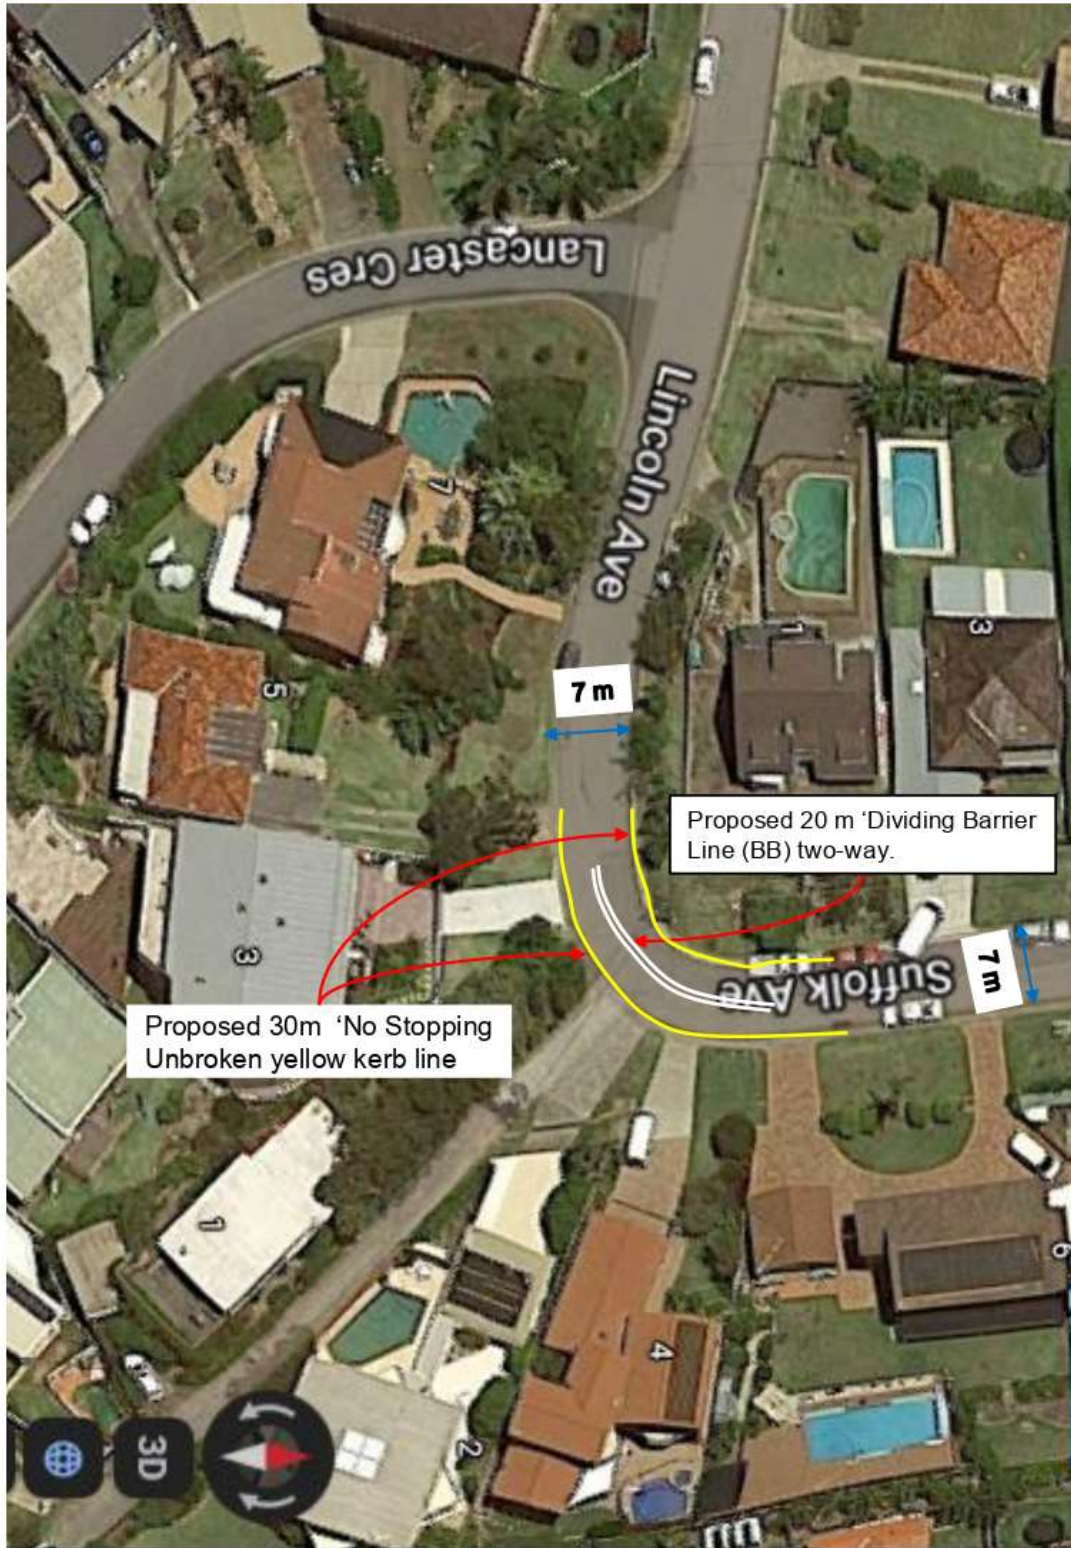 Lancaster Cres
Lincoln Ave
7
1
3
5
7 m
Proposed 20 m ‘Dividing Barrier
Line (BB) two-way.
3
Suffolk Ave
7 m
Proposed 30m ‘No Stopping
Unbroken yellow kerb line
1
6
4
2
3D